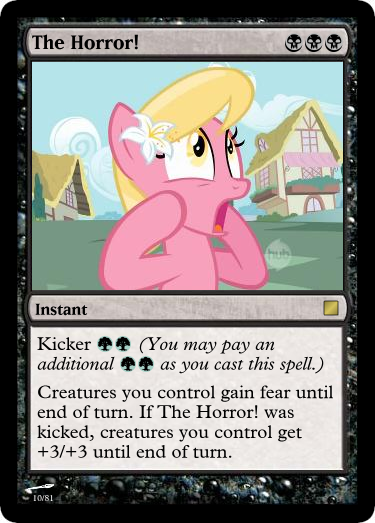 The Horror!
hub
Instant
Kicker (You may pay an
additional as you cast this spell.)
Creatures you control gain fear until
end of turn. If The Horror! was
kicked, creatures you control get
+3/+3 until end of turn.
10/81